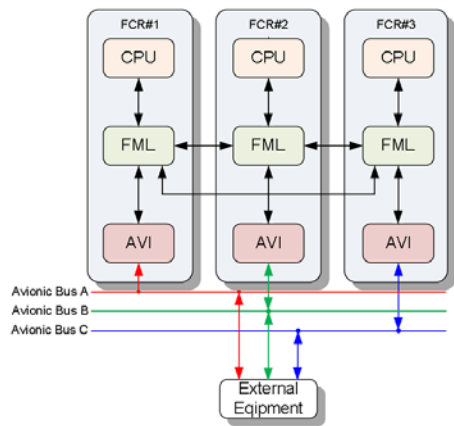 FCR#1 FCR#2 FCR#3
CPU CPU CPU
FML FML FML
AVI AVI AVI
Avionic Bus A
Avionic Bus B
Avionic Bus C
External
Eqipment